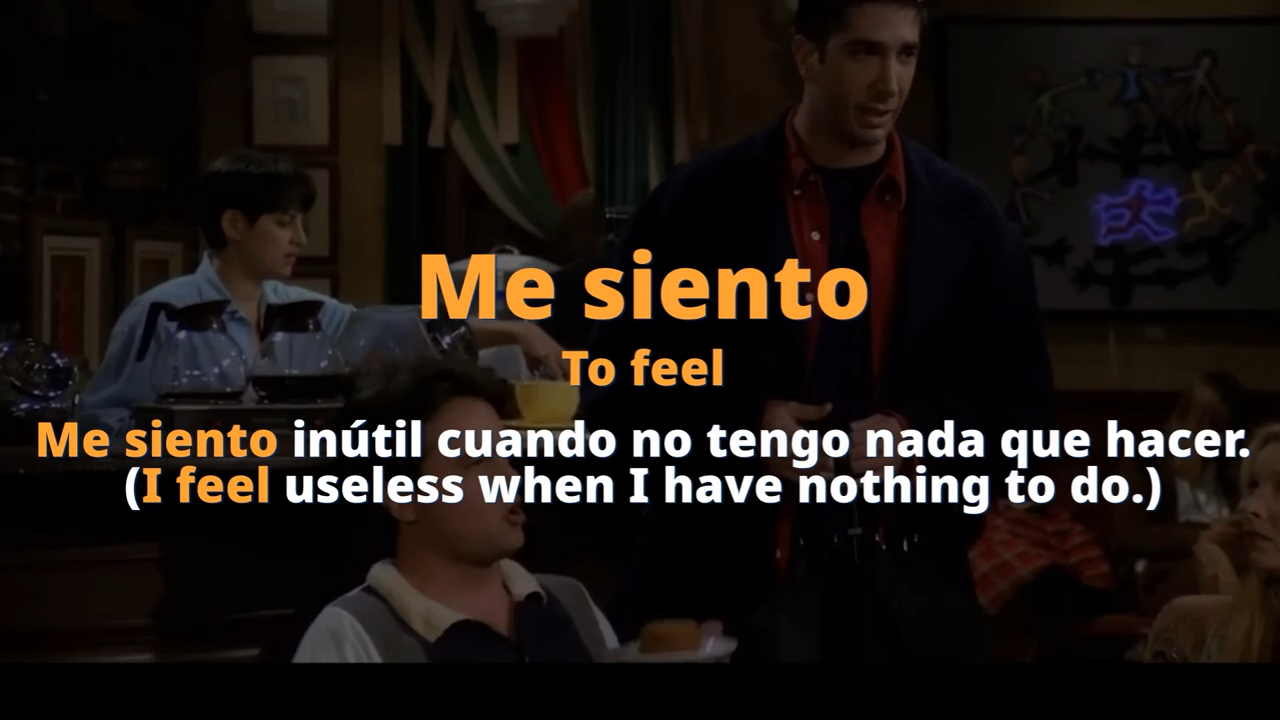 Me siento
To feel
Me siento inútil cuando no tengo nada que hacer.
(I feel useless when I have nothing to do.)